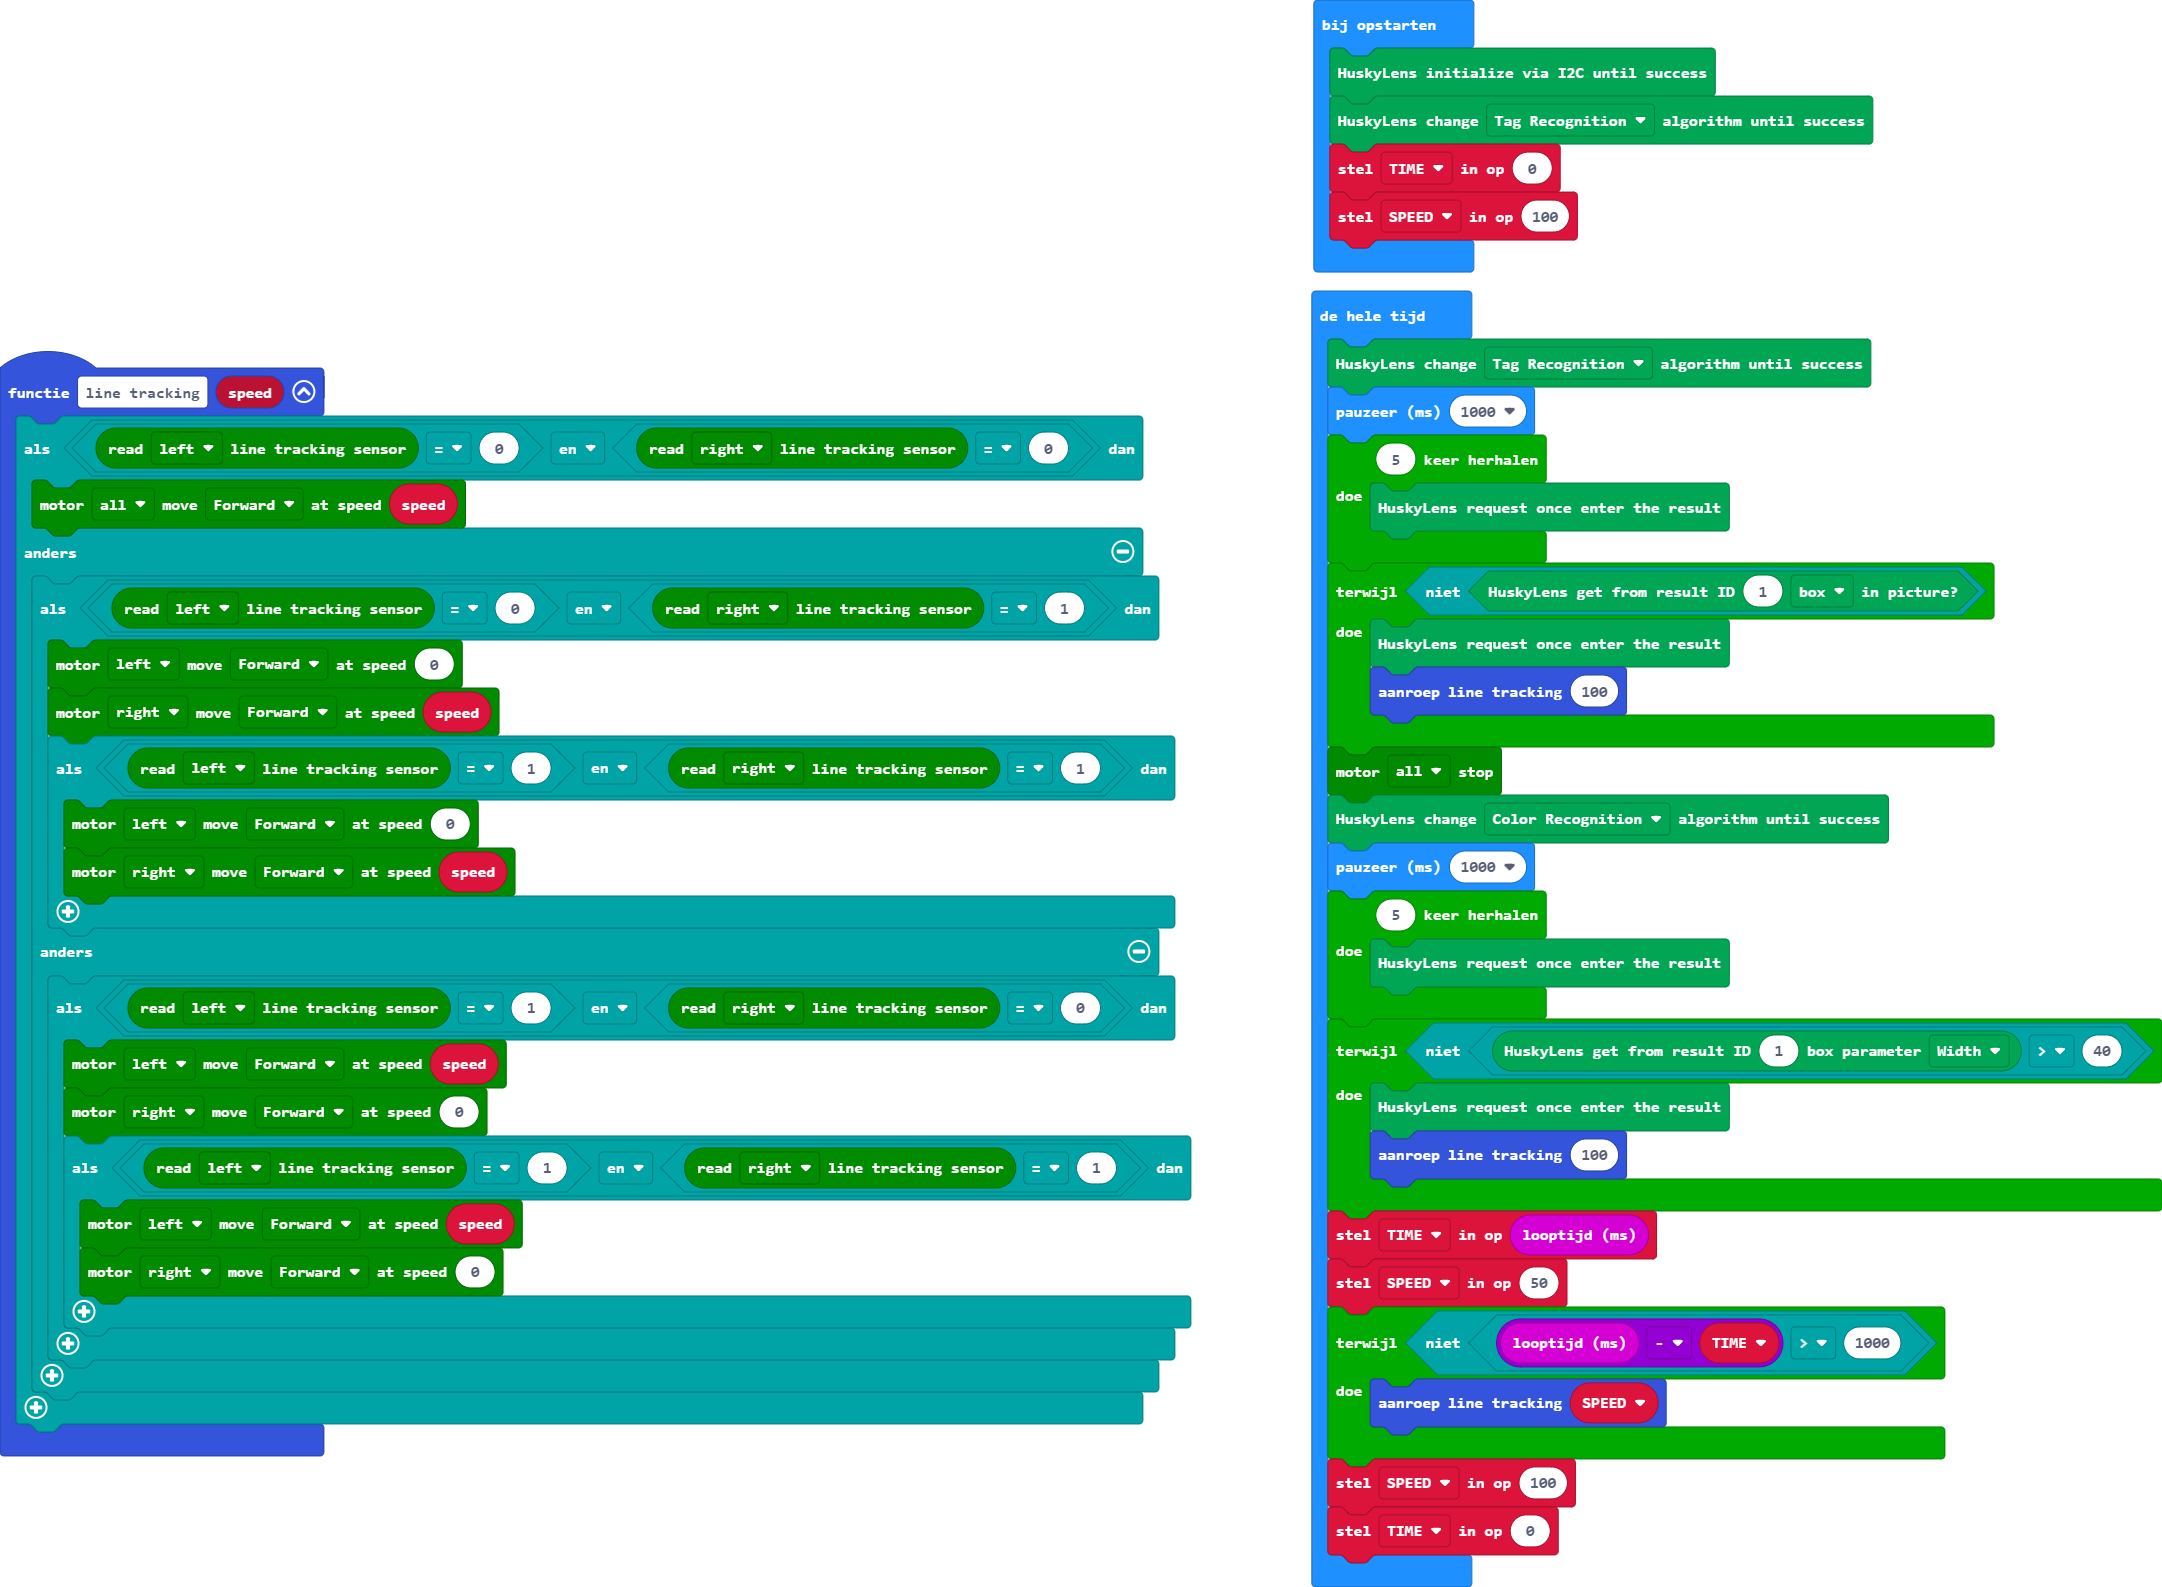 functie line tracking speed
als read left line tracking sensor = 0 en read right line tracking sensor = 0 dan
motor all move Forward at speed speed
anders
als read left line tracking sensor = 0 en read right line tracking sensor = 1 dan
motor left move Forward at speed 0
motor right move Forward at speed speed
als read left line tracking sensor = 1 en read right line tracking sensor = 1 dan
motor left move Forward at speed 0
motor right move Forward at speed speed
anders
als read left line tracking sensor = 1 en read right line tracking sensor = 0 dan
motor left move Forward at speed speed
motor right move Forward at speed 0
als read left line tracking sensor = 1 en read right line tracking sensor = 1 dan
motor left move Forward at speed speed
motor right move Forward at speed 0
bij opstarten
HuskyLens initialize via I2C until success
HuskyLens change Tag Recognition algorithm until success
stel TIME in op 0
stel SPEED in op 100
de hele tijd
HuskyLens change Tag Recognition algorithm until success
pauzeer (ms) 1000
5 keer herhalen
doe HuskyLens request once enter the result
terwijl niet HuskyLens get from result ID 1 box in picture?
doe HuskyLens request once enter the result
aanroep line tracking 100
motor all stop
HuskyLens change Color Recognition algorithm until success
pauzeer (ms) 1000
5 keer herhalen
doe HuskyLens request once enter the result
terwijl niet HuskyLens get from result ID 1 box parameter Width > 40
doe HuskyLens request once enter the result
aanroep line tracking 100
stel TIME in op looptijd (ms)
stel SPEED in op 50
terwijl niet looptijd (ms) - TIME > 1000
doe aanroep line tracking SPEED
stel SPEED in op 100
stel TIME in op 0